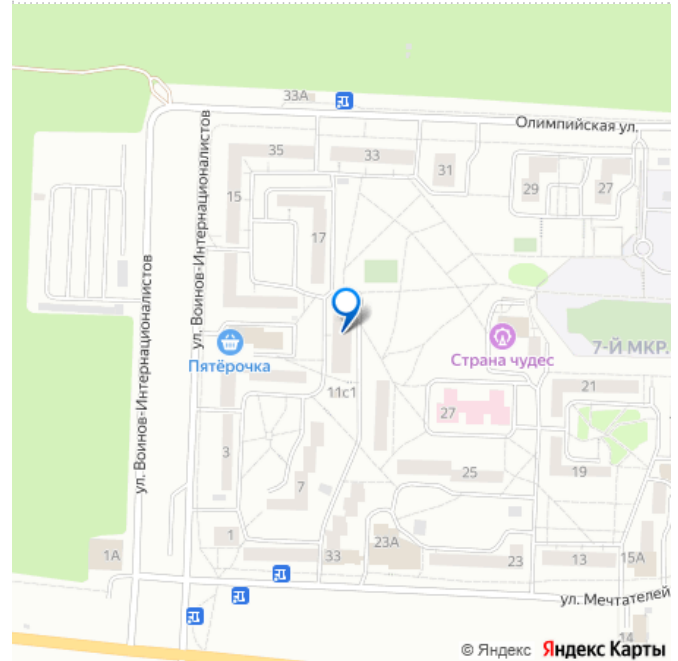 33А
Олимпийская ул.
35
33
31
29
27
15
17
ул. Воинов-Интернационалистов
ул. Воинов-Интернационалистов
Пятёрочка
Страна чудес
7-Й МКР.
11с1
27
21
3
7
25
19
1
33
23А
23
13
15А
1А
ул. Мечтателей
14
© Яндекс Яндекс Карты